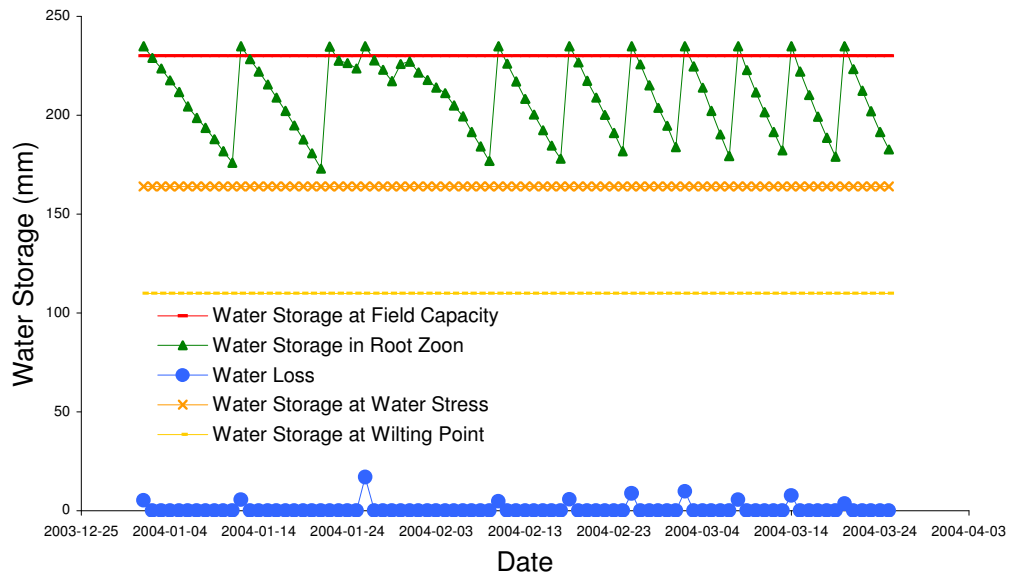 250
200
150
100
50
0
Water Storage (mm)
Water Storage at Field Capacity
Water Storage in Root Zoon
Water Loss
Water Storage at Water Stress
Water Storage at Wilting Point
2003-12-25 2004-01-04 2004-01-14 2004-01-24 2004-02-03 2004-02-13 2004-02-23 2004-03-04 2004-03-14 2004-03-24 2004-04-03
Date